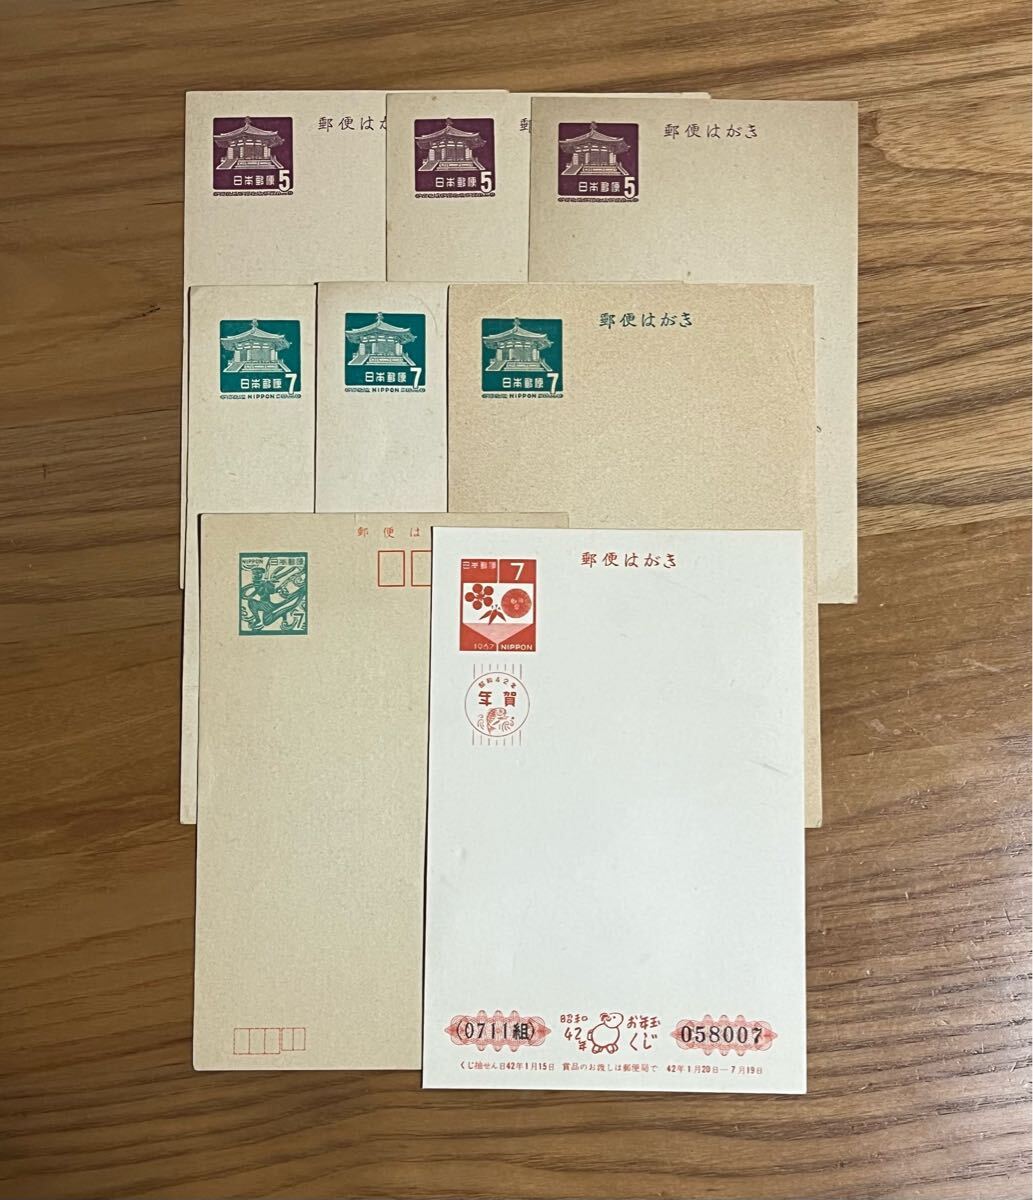 郵便はが
日本郵便 5
郵
日本郵便 5
郵便はがき
日本郵便 5
日本郵便 7
NIPPON
日本郵便 7
NIPPON
郵便はがき
日本郵便 7
NIPPON
郵便は
NIPPON 日本郵便
7
郵便はがき
日本郵便 7
1967 NIPPON
昭和42年
年賀
(0711組)
昭和
42
年
お年玉
くじ
058007
くじ抽せん日42年1月15日 賞品のお渡しは郵便局で 42年1月20日―7月19日